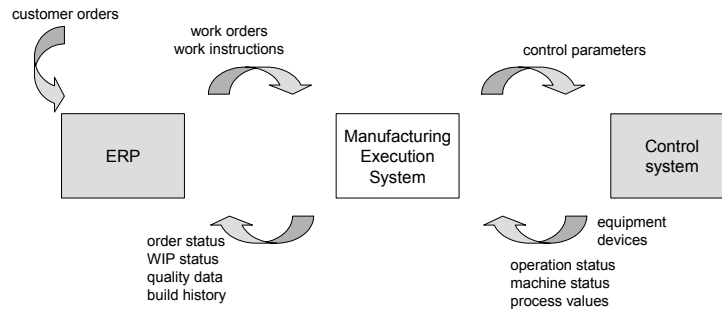 customer orders
work orders
work instructions
control parameters
ERP
Manufacturing
Execution
System
Control
system
order status
WIP status
quality data
build history
equipment
devices
operation status
machine status
process values